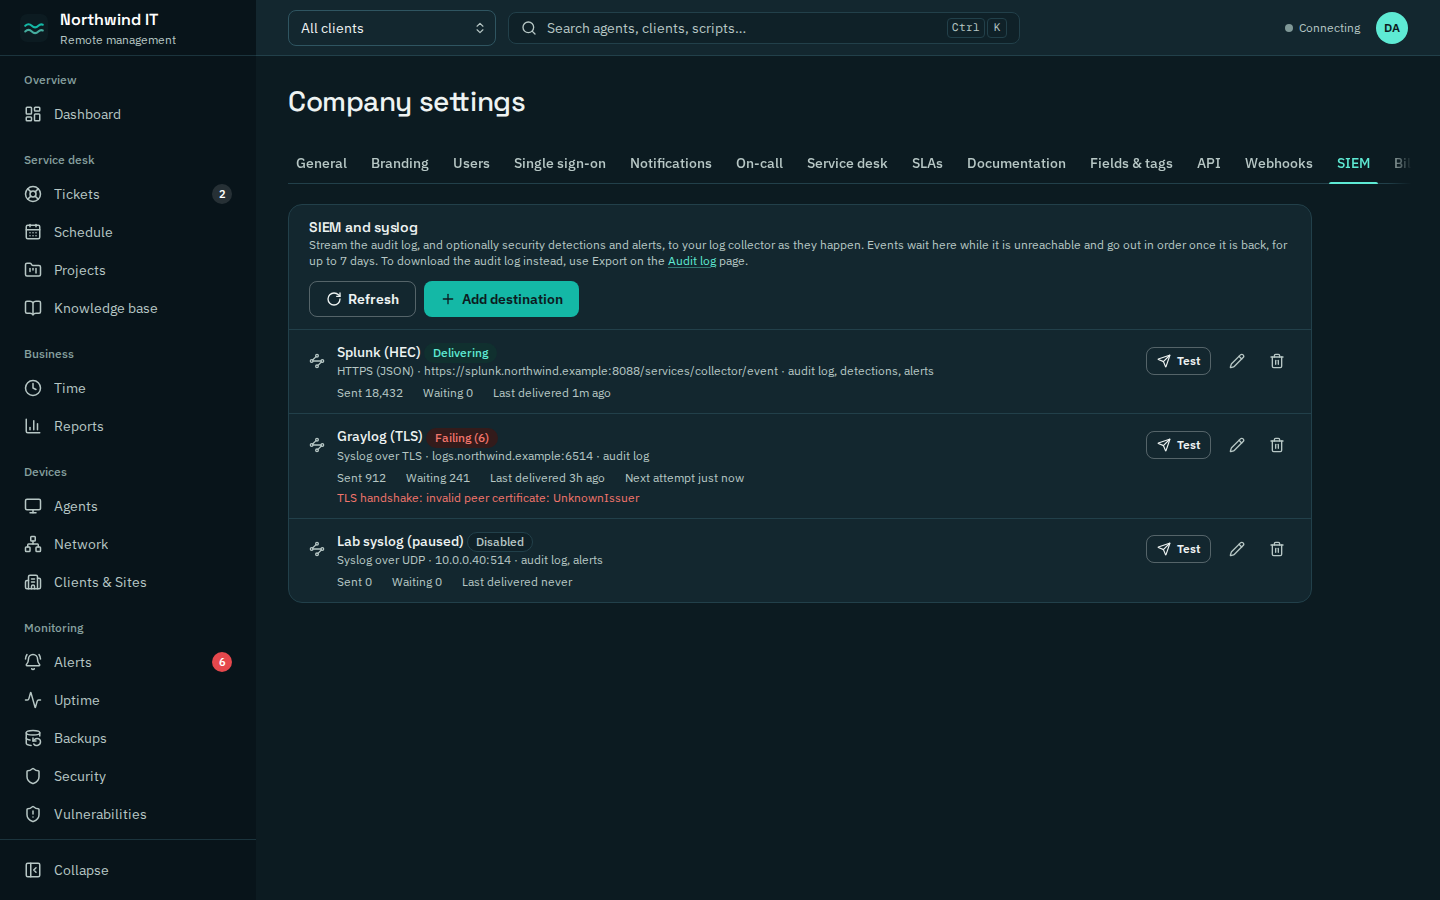 Northwind IT
Remote management
All clients
Search agents, clients, scripts...
Ctrl K
Connecting
DA
Overview
Dashboard
Service desk
Tickets 2
Schedule
Projects
Knowledge base
Business
Time
Reports
Devices
Agents
Network
Clients & Sites
Monitoring
Alerts 6
Uptime
Backups
Security
Vulnerabilities
Collapse
Company settings
General Branding Users Single sign-on Notifications On-call Service desk SLAs Documentation Fields & tags API Webhooks SIEM
SIEM and syslog
Stream the audit log, and optionally security detections and alerts, to your log collector as they happen. Events wait here while it is unreachable and go out in order once it is back, for
up to 7 days. To download the audit log instead, use Export on the Audit log page.
Refresh Add destination
Splunk (HEC) Delivering
HTTPS (JSON) · https://splunk.northwind.example:8088/services/collector/event · audit log, detections, alerts
Sent 18,432 Waiting 0 Last delivered 1m ago
Test
Graylog (TLS) Failing (6)
Syslog over TLS · logs.northwind.example:6514 · audit log
Sent 912 Waiting 241 Last delivered 3h ago Next attempt just now
TLS handshake: invalid peer certificate: UnknownIssuer
Test
Lab syslog (paused) Disabled
Syslog over UDP · 10.0.0.40:514 · audit log, alerts
Sent 0 Waiting 0 Last delivered never
Test